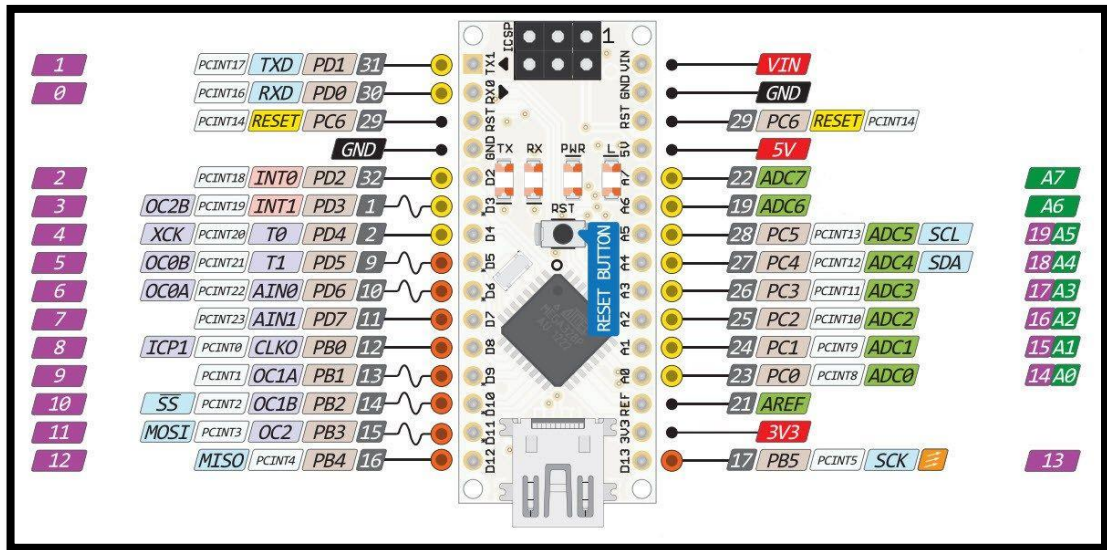 ICSP 1
1 PCINT17 TXD PD1 31 TX1 VIN VIN
0 PCINT16 RXD PD0 30 RX0 GND GND
PCINT14 RESET PC6 29 RST RST 29 PC6 RESET PCINT14
GND GND 5V 5V
TX RX PWR L
2 PCINT18 INT0 PD2 32 D2 A7 22 ADC7 A7
3 OC2B PCINT19 INT1 PD3 1 D3 A6 19 ADC6 A6
RST
4 XCK PCINT20 T0 PD4 2 D4 A5 28 PC5 PCINT13 ADC5 SCL 19 A5
RESET BUTTON
5 OC0B PCINT21 T1 PD5 9 D5 A4 27 PC4 PCINT12 ADC4 SDA 18 A4
6 OC0A PCINT22 AIN0 PD6 10 D6 A3 26 PC3 PCINT11 ADC3 17 A3
7 PCINT23 AIN1 PD7 11 D7 A2 25 PC2 PCINT10 ADC2 16 A2
8 ICP1 PCINT0 CLKO PB0 12 D8 A1 24 PC1 PCINT9 ADC1 15 A1
9 PCINT1 OC1A PB1 13 D9 A0 23 PC0 PCINT8 ADC0 14 A0
10 SS PCINT2 OC1B PB2 14 D10 REF 21 AREF
11 MOSI PCINT3 OC2 PB3 15 D11 3V3 3V3
12 MISO PCINT4 PB4 16 D12 D13 17 PB5 PCINT5 SCK 13